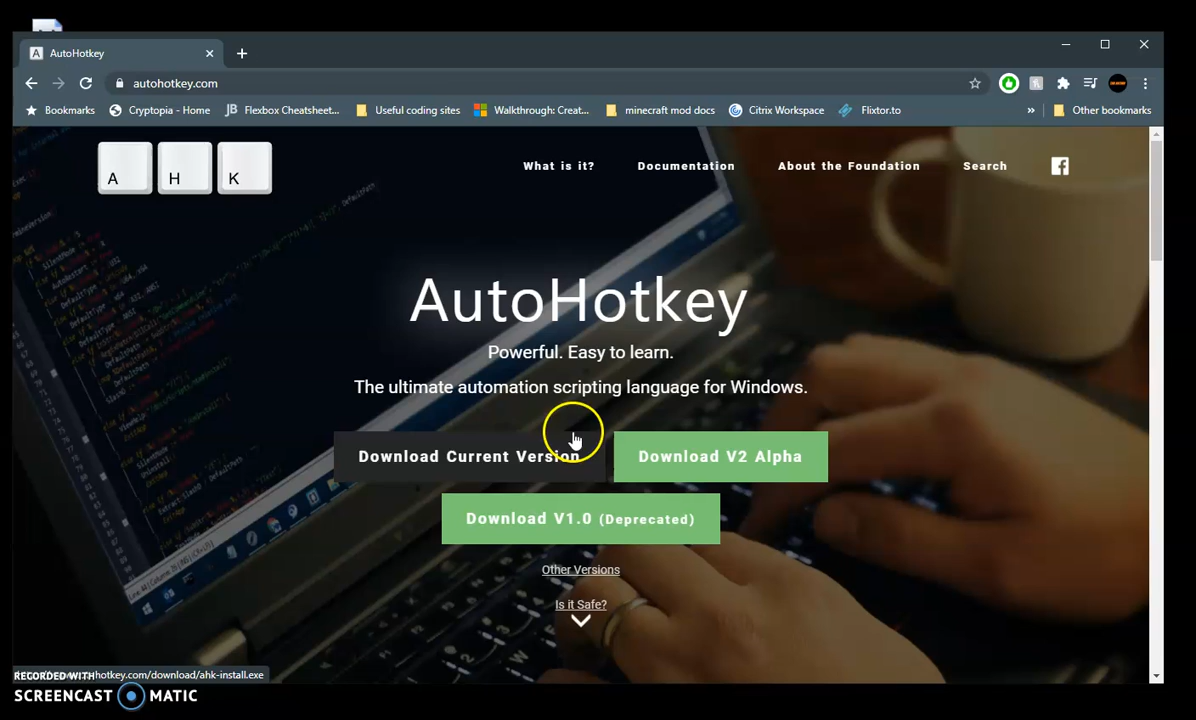 AutoHotkey
autohotkey.com
Bookmarks
Cryptopia - Home
Flexbox Cheatsheet...
Useful coding sites
Walkthrough: Creat...
minecraft mod docs
Citrix Workspace
Flixtor.to
»
Other bookmarks
A H K
What is it?
Documentation
About the Foundation
Search
AutoHotkey
Powerful. Easy to learn.
The ultimate automation scripting language for Windows.
Download Current Version
Download V2 Alpha
Download V1.0 (Deprecated)
Other Versions
Is it Safe?
hotkey.com/download/ahk-install.exe
RECORDED WITH
SCREENCAST MATIC